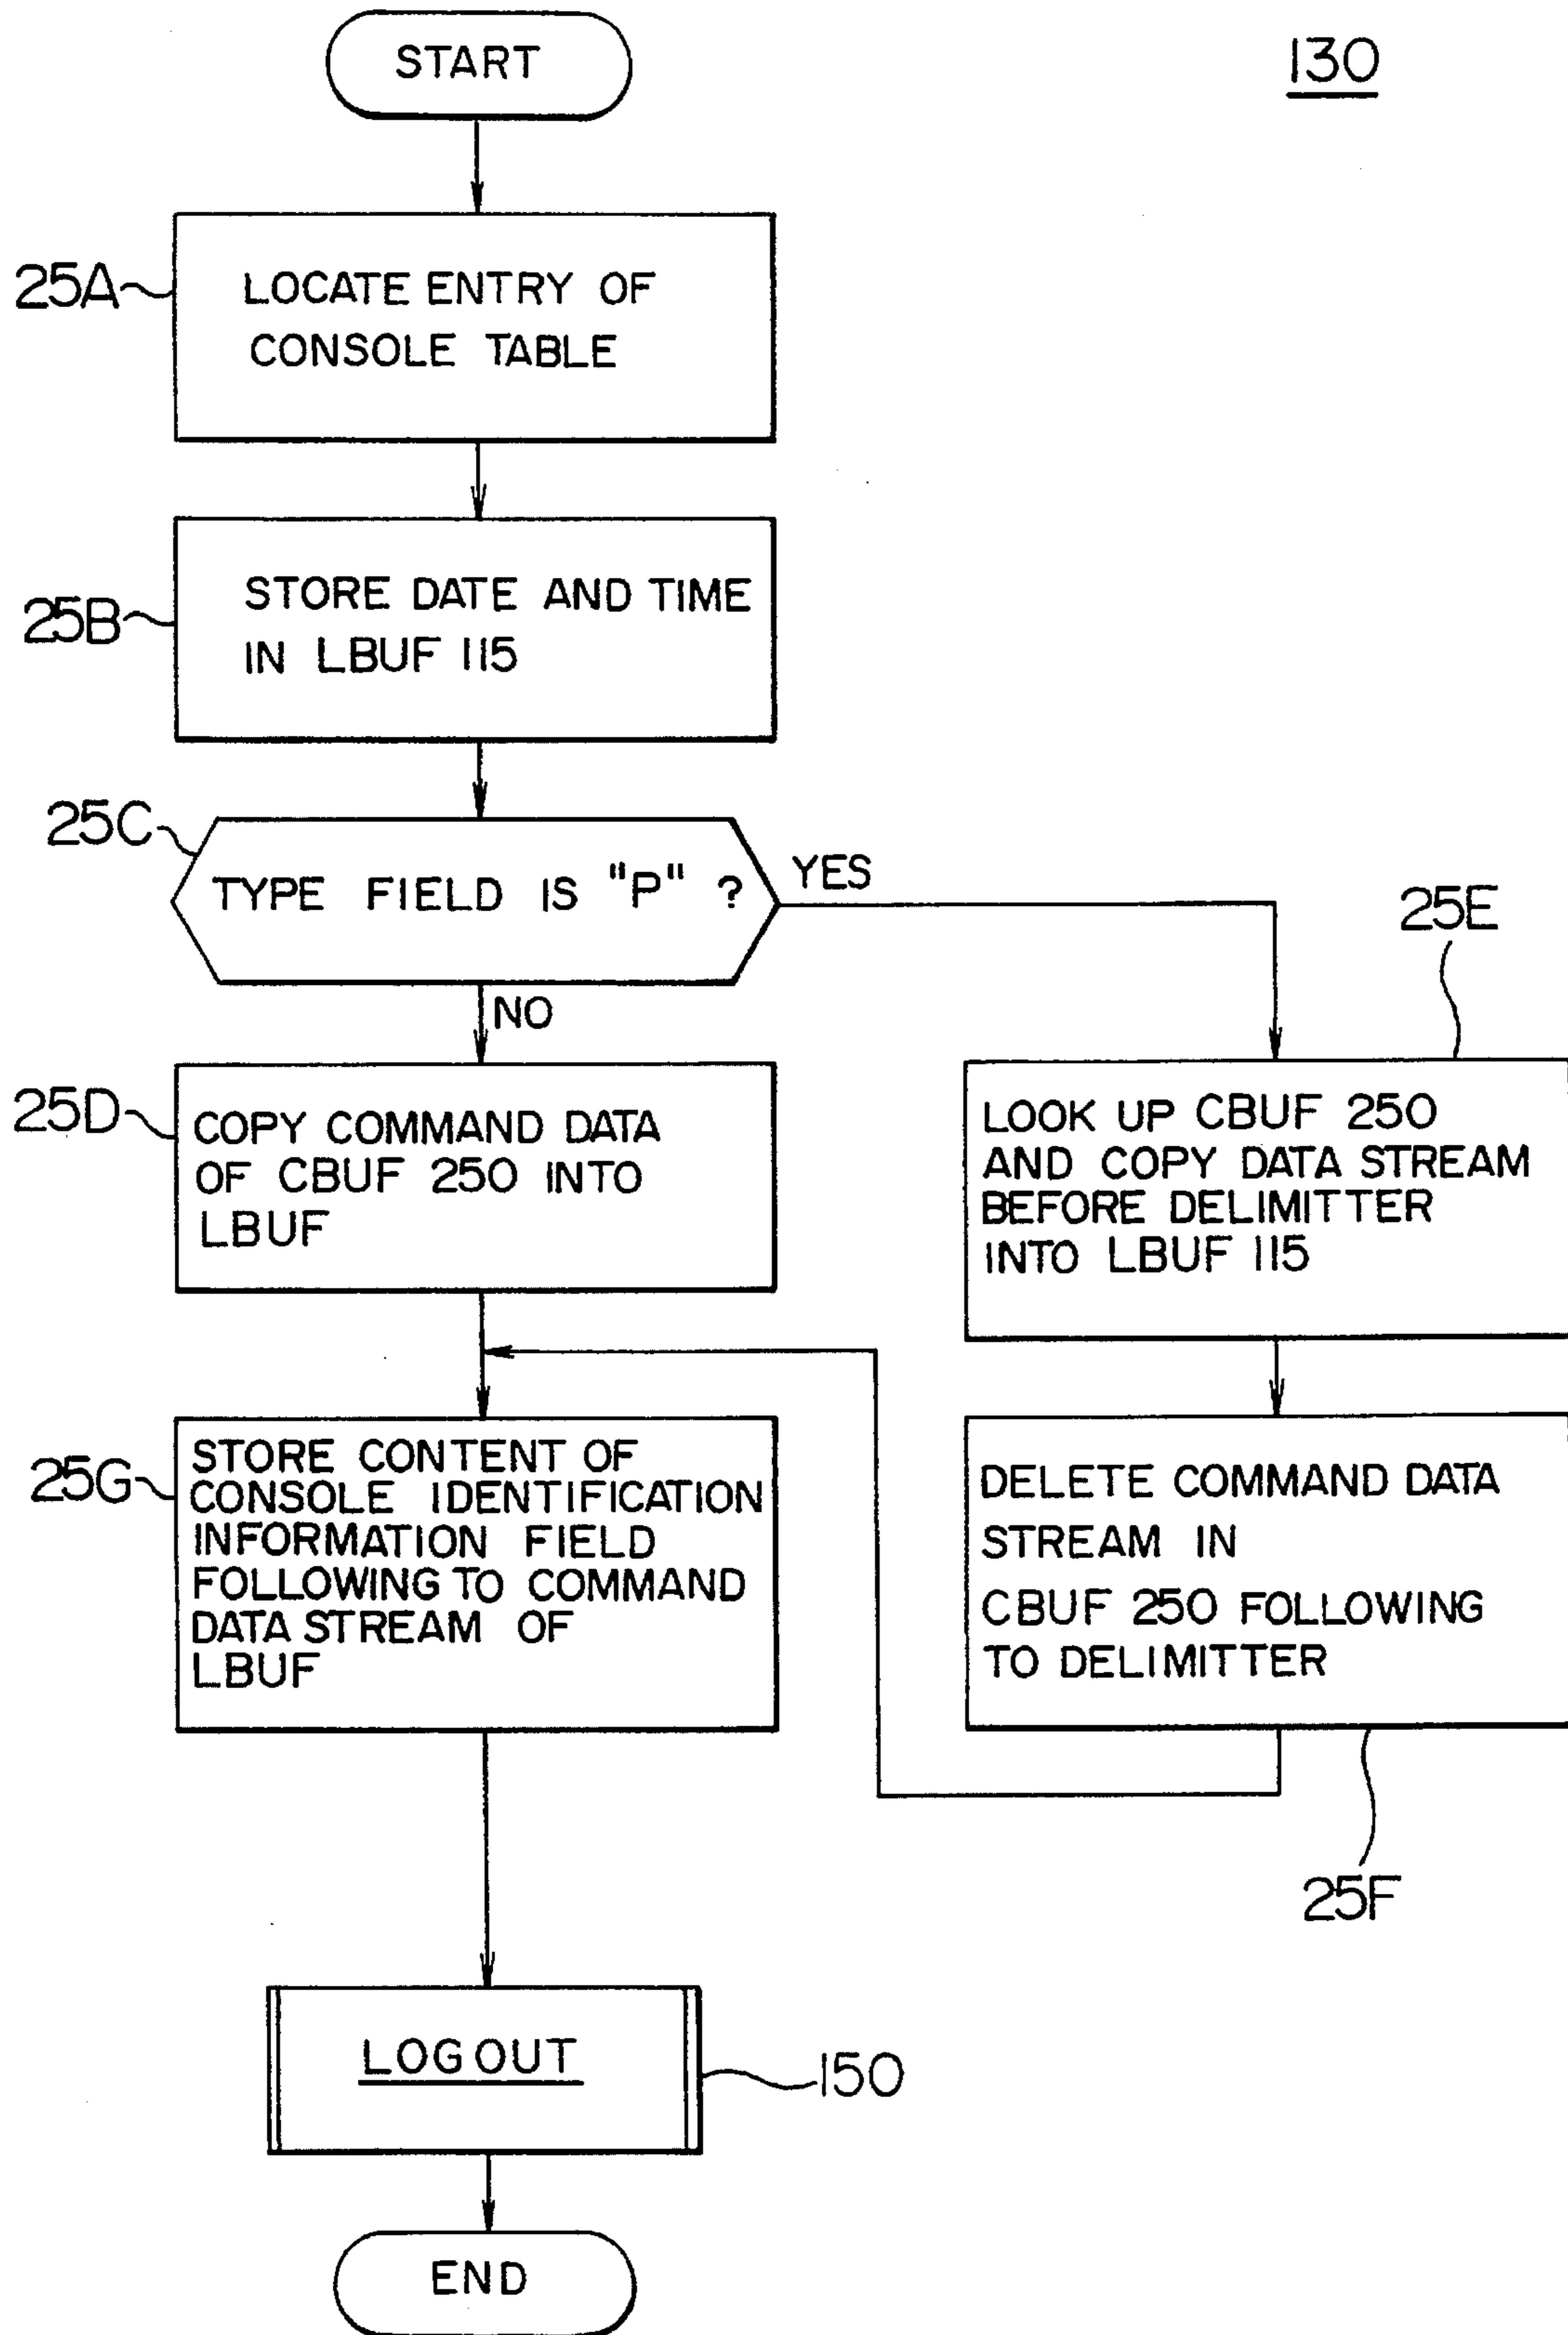 START
130
25A
LOCATE ENTRY OF
CONSOLE TABLE
25B
STORE DATE AND TIME
IN LBUF 115
25C
TYPE FIELD IS "P" ?
YES
NO
25D
COPY COMMAND DATA
OF CBUF 250 INTO
LBUF
25E
LOOK UP CBUF 250
AND COPY DATA STREAM
BEFORE DELIMITTER
INTO LBUF 115
25G
STORE CONTENT OF
CONSOLE IDENTIFICATION
INFORMATION FIELD
FOLLOWING TO COMMAND
DATA STREAM OF
LBUF
DELETE COMMAND DATA
STREAM IN
CBUF 250 FOLLOWING
TO DELIMITTER
25F
LOGOUT
150
END